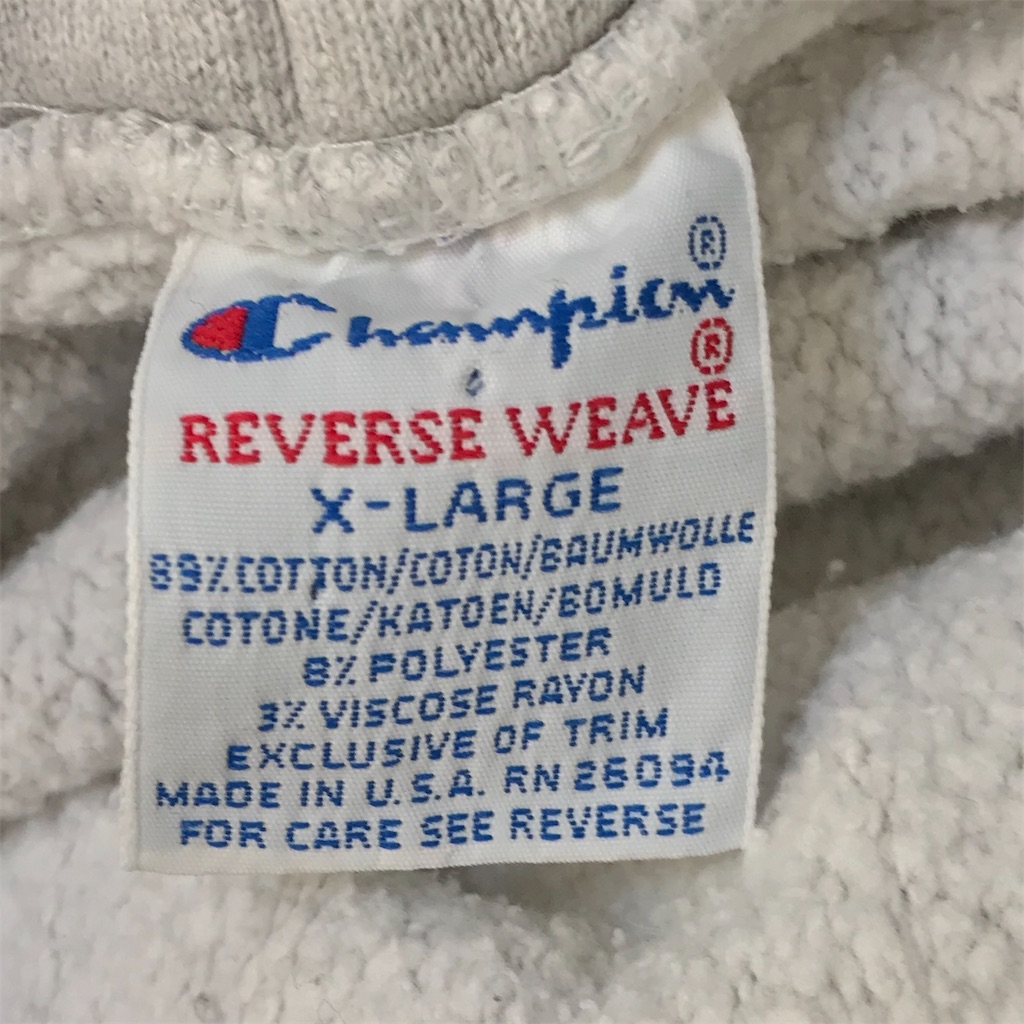 Champion®
REVERSE WEAVE®
X-LARGE
89% COTTON/COTON/BAUMWOLLE
COTONE/KATOEN/BOMULD
8% POLYESTER
3% VISCOSE RAYON
EXCLUSIVE OF TRIM
MADE IN U.S.A. RN 26094
FOR CARE SEE REVERSE